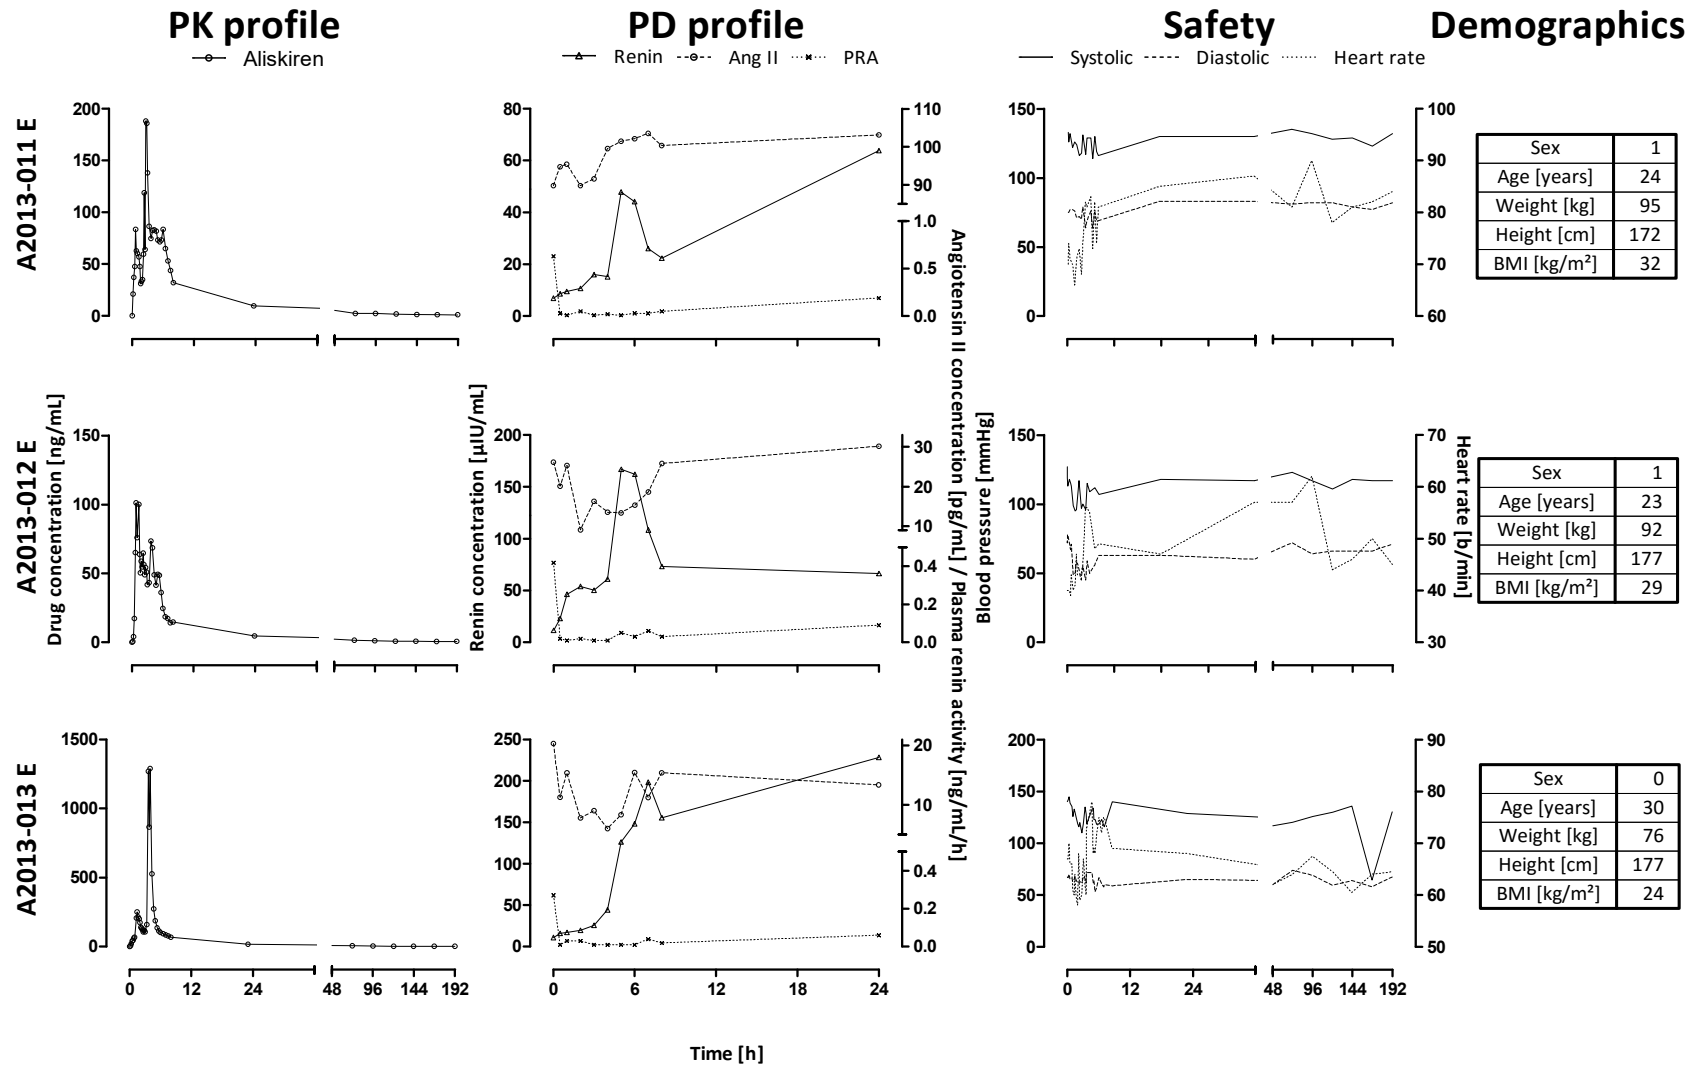 PK profile
PD profile
Safety
Demographics
Aliskiren
Renin Ang II PRA
Systolic Diastolic Heart rate
A2013-011 E
200
150
100
50
0
80
60
40
20
0
110
100
90
1.0
0.5
0.0
150
100
50
0
100
90
80
70
60
Sex 1
Age [years] 24
Weight [kg] 95
Height [cm] 172
BMI [kg/m²] 32
A2013-012 E
Drug concentration [ng/mL]
150
100
50
0
Renin concentration [µIU/mL]
200
150
100
50
0
30
20
10
0.4
0.2
0.0
Angiotensin II concentration [pg/mL] / Plasma renin activity [ng/mL/h]
Blood pressure [mmHg]
150
100
50
0
70
60
50
40
30
Heart rate [b/min]
Sex 1
Age [years] 23
Weight [kg] 92
Height [cm] 177
BMI [kg/m²] 29
A2013-013 E
1500
1000
500
0
250
200
150
100
50
0
20
10
0.4
0.2
0.0
200
150
100
50
0
90
80
70
60
50
Sex 0
Age [years] 30
Weight [kg] 76
Height [cm] 177
BMI [kg/m²] 24
0 12 24 48 96 144 192
0 6 12 18 24
0 12 24 48 96 144 192
Time [h]